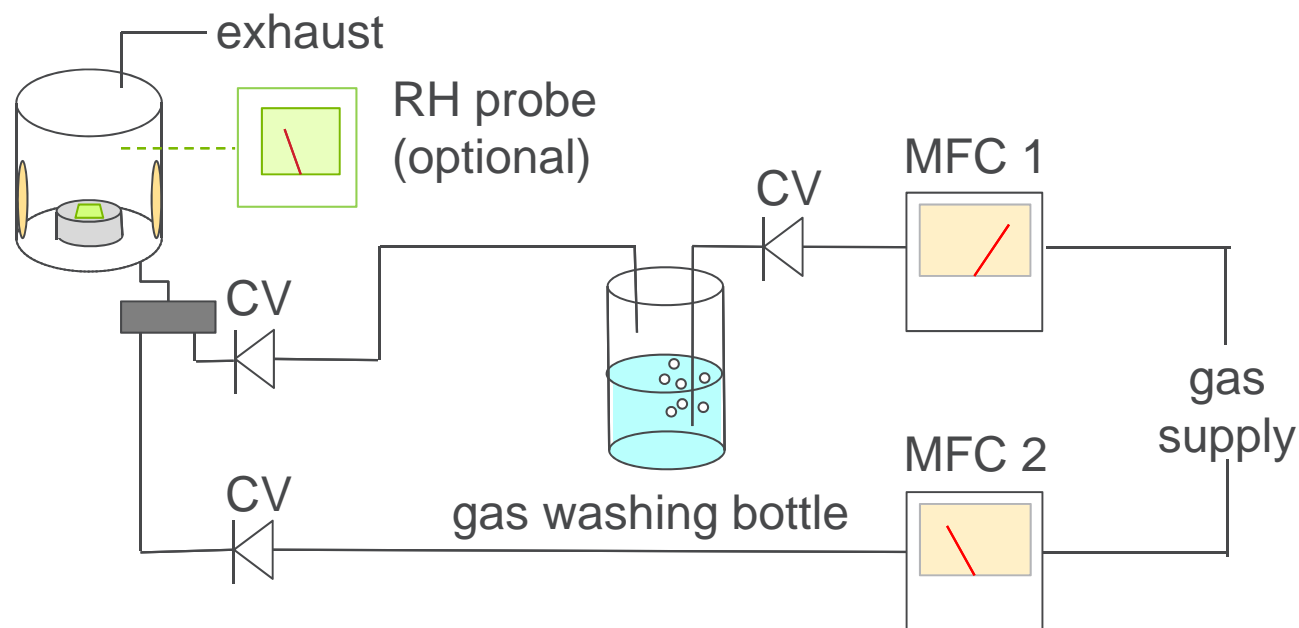 exhaust
RH probe
(optional)
MFC 1
CV
CV
gas
supply
MFC 2
CV
gas washing bottle